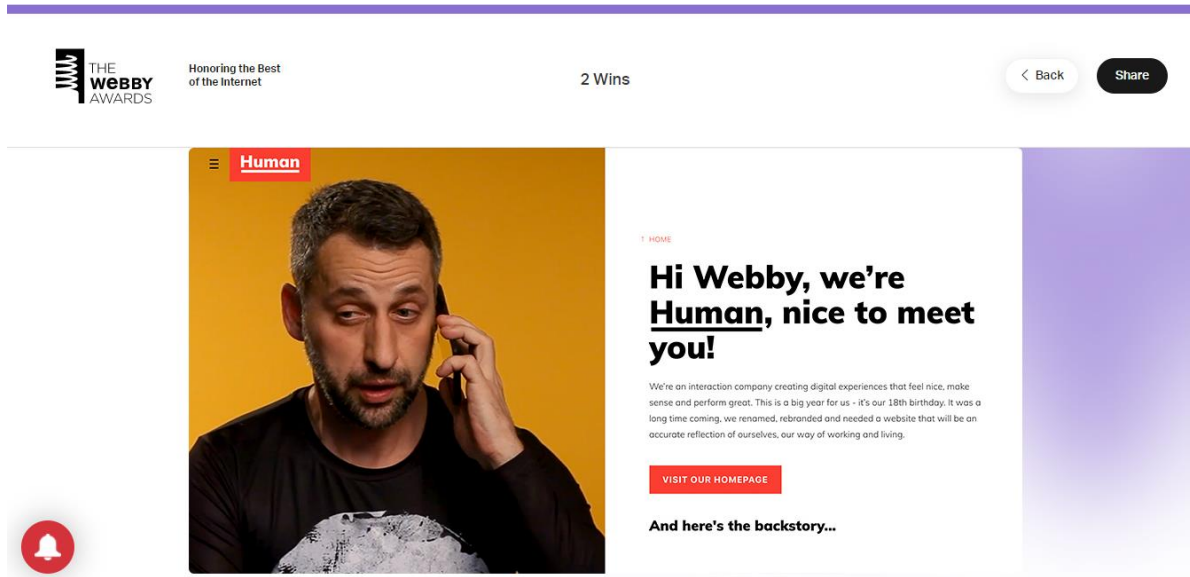 THE
WEBBY
AWARDS
Honoring the Best
of the Internet
2 Wins
Back
Share
Human
↑ HOME
Hi Webby, we're
Human, nice to meet
you!
We're an interaction company creating digital experiences that feel nice, make
sense and perform great. This is a big year for us - it's our 18th birthday. It was a
long time coming, we renamed, rebranded and needed a website that will be an
accurate reflection of ourselves, our way of working and living.
VISIT OUR HOMEPAGE
And here's the backstory...